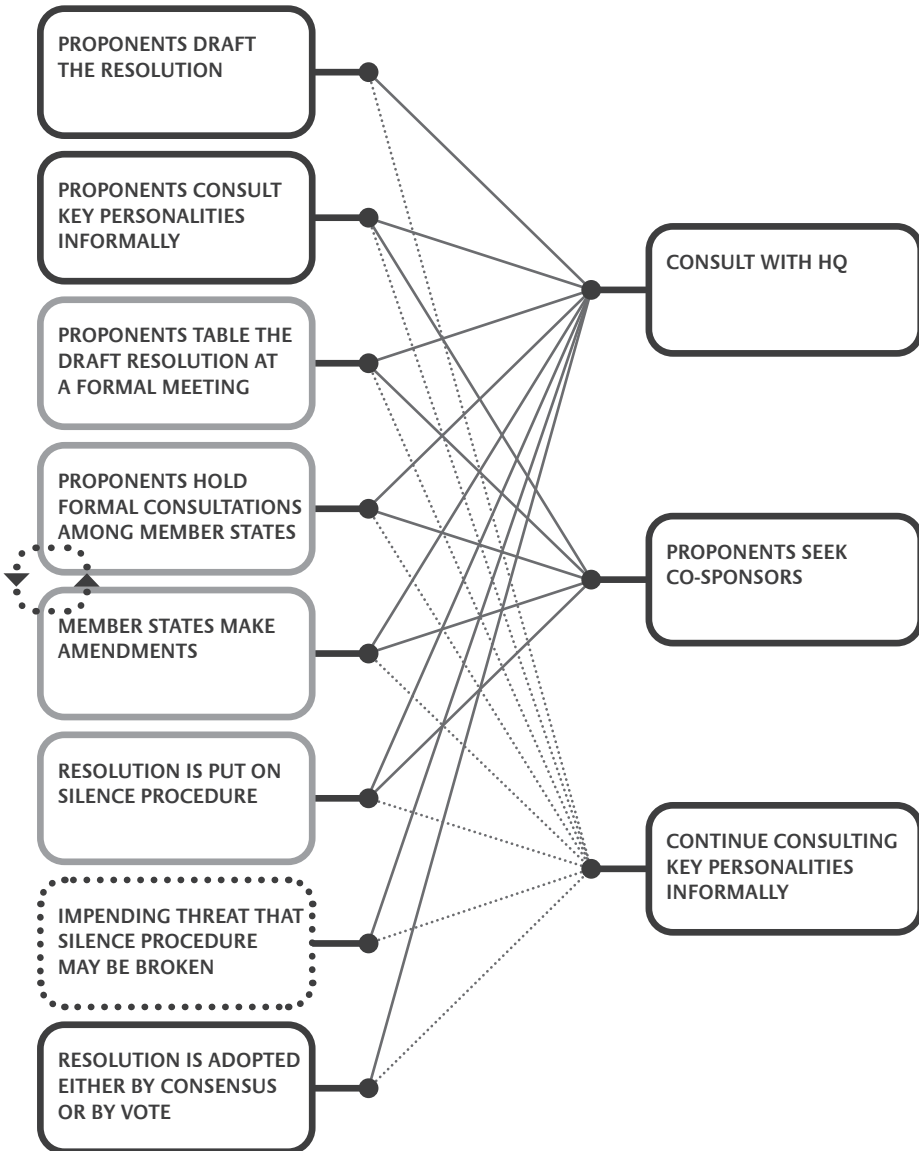 PROPONENTS DRAFT
THE RESOLUTION
PROPONENTS CONSULT
KEY PERSONALITIES
INFORMALLY
PROPONENTS TABLE THE
DRAFT RESOLUTION AT
A FORMAL MEETING
PROPONENTS HOLD
FORMAL CONSULTATIONS
AMONG MEMBER STATES
MEMBER STATES MAKE
AMENDMENTS
RESOLUTION IS PUT ON
SILENCE PROCEDURE
IMPENDING THREAT THAT
SILENCE PROCEDURE
MAY BE BROKEN
RESOLUTION IS ADOPTED
EITHER BY CONSENSUS
OR BY VOTE
CONSULT WITH HQ
PROPONENTS SEEK
CO-SPONSORS
CONTINUE CONSULTING
KEY PERSONALITIES
INFORMALLY